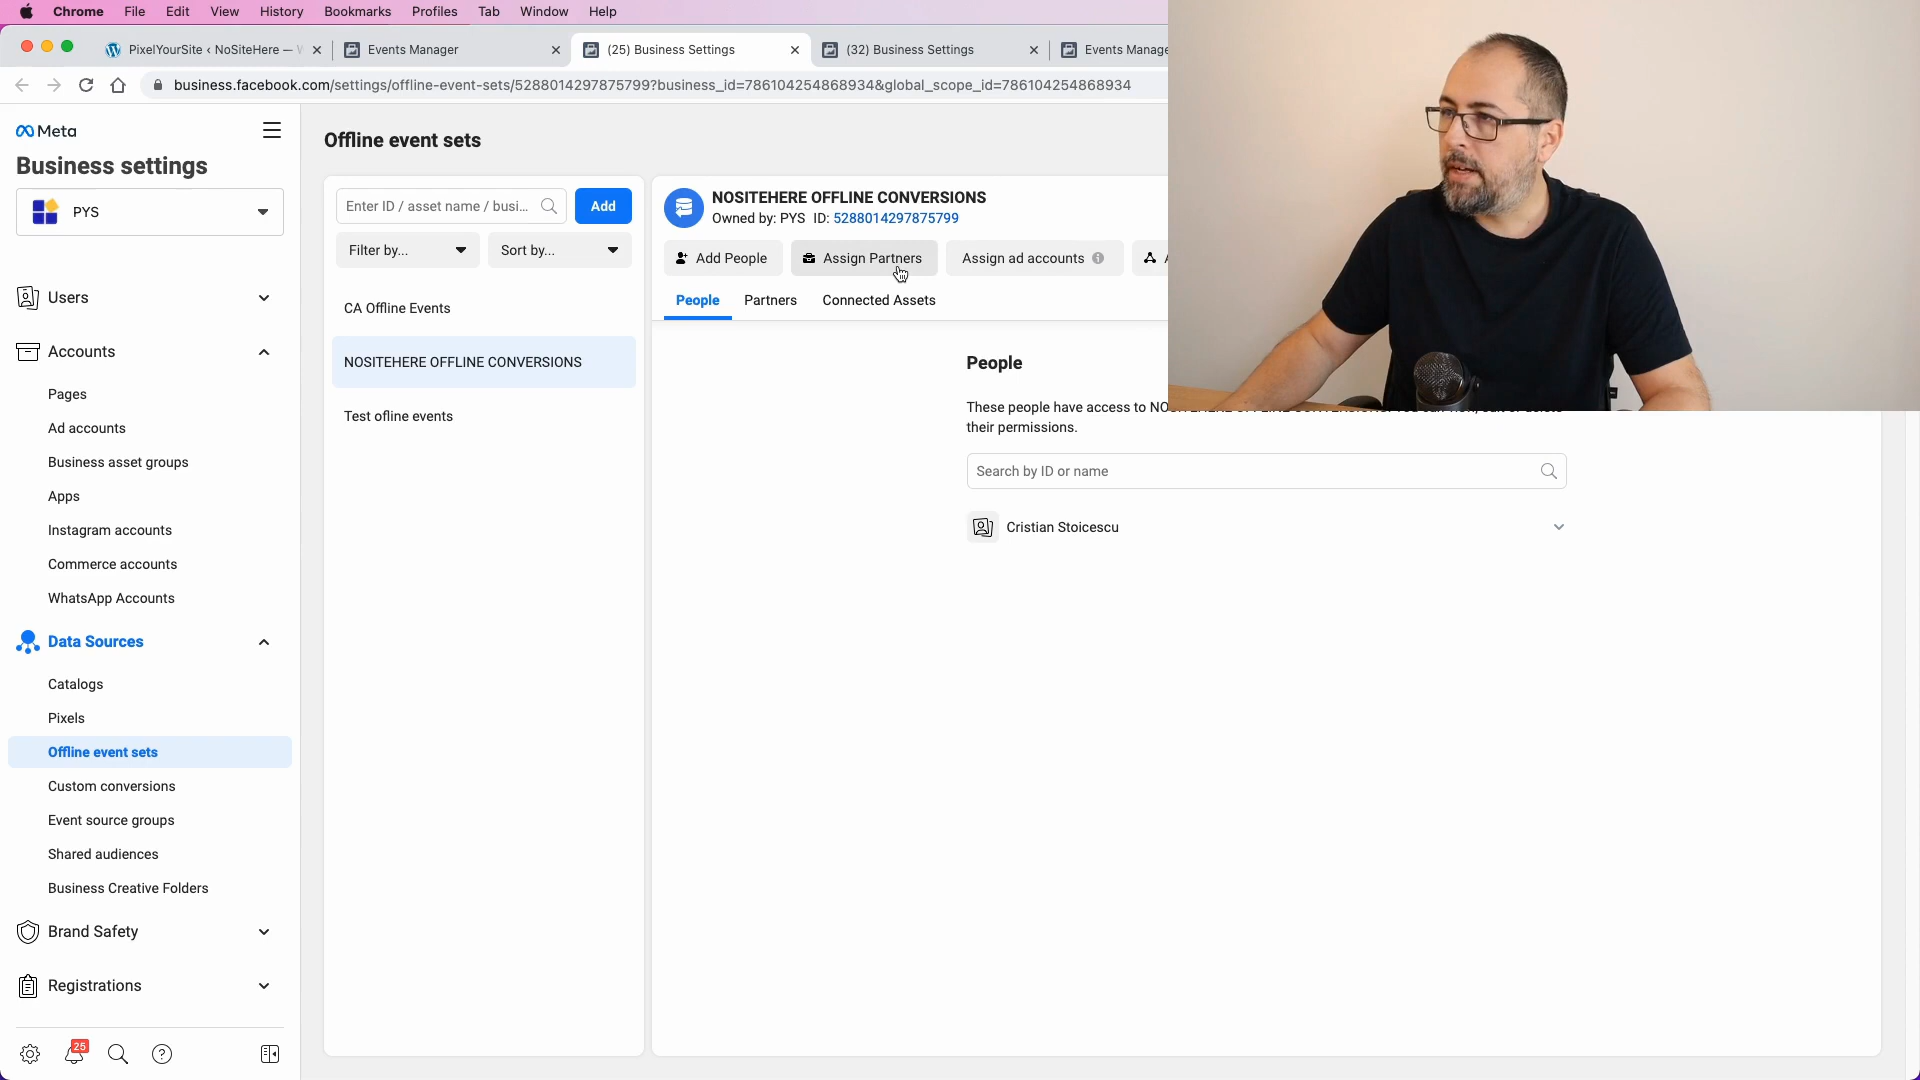 Chrome File Edit View History Bookmarks Profiles Tab Window Help
PixelYourSite ‹ NoSiteHere —
Events Manager
(25) Business Settings
(32) Business Settings
Events Manage
business.facebook.com/settings/offline-event-sets/5288014297875799?business_id=786104254868934&global_scope_id=786104254868934
Meta
Business settings
PYS
Users
Accounts
Pages
Ad accounts
Business asset groups
Apps
Instagram accounts
Commerce accounts
WhatsApp Accounts
Data Sources
Catalogs
Pixels
Offline event sets
Custom conversions
Event source groups
Shared audiences
Business Creative Folders
Brand Safety
Registrations
25
Offline event sets
Enter ID / asset name / busi...
Add
Filter by...
Sort by...
CA Offline Events
NOSITEHERE OFFLINE CONVERSIONS
Test ofline events
NOSITEHERE OFFLINE CONVERSIONS
Owned by: PYS ID: 5288014297875799
Add People
Assign Partners
Assign ad accounts
People
Partners
Connected Assets
People
These people have access to
their permissions.
Search by ID or name
Cristian Stoicescu